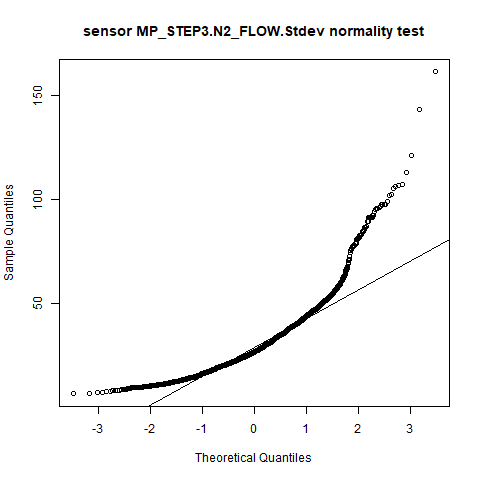 sensor MP_STEP3.N2_FLOW.Stdev normality test
150
100
50
Sample Quantiles
-3 -2 -1 0 1 2 3
Theoretical Quantiles